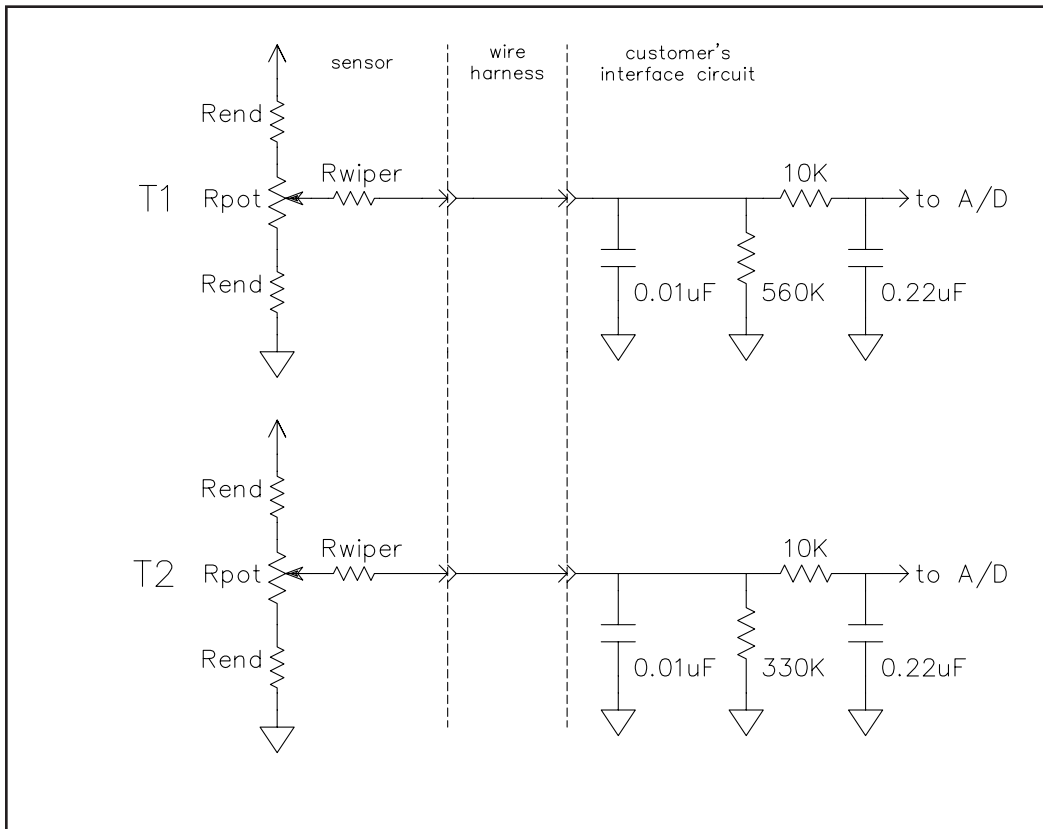 sensor
wire
harness
customer's
interface circuit
Rend
T1
Rpot
Rwiper
10K
to A/D
Rend
0.01uF
560K
0.22uF
Rend
T2
Rpot
Rwiper
10K
to A/D
Rend
0.01uF
330K
0.22uF